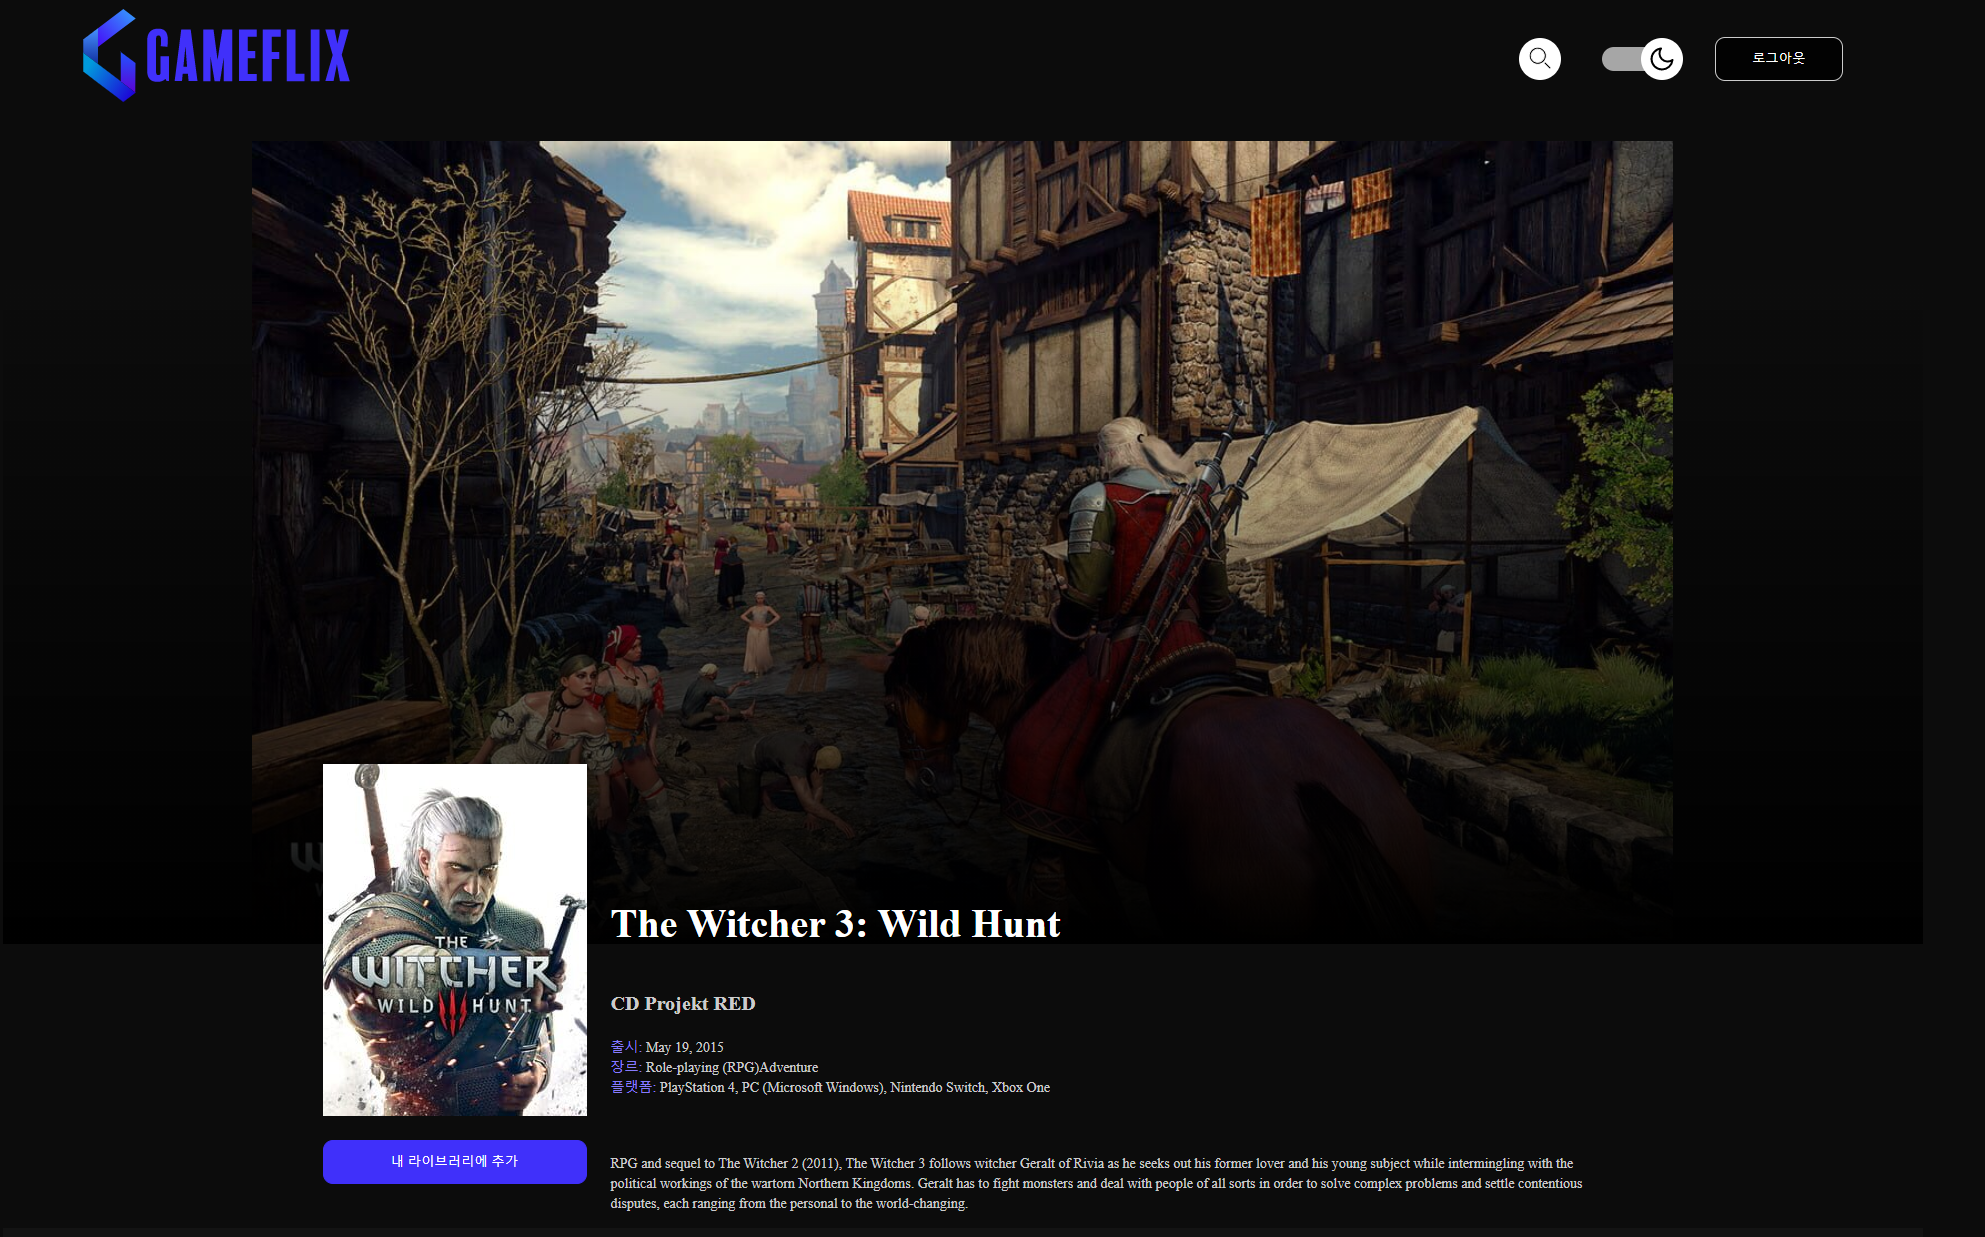 GAMEFLIX
로그아웃
W
THE
WITCHER
WILD HUNT
The Witcher 3: Wild Hunt
CD Projekt RED
출시: May 19, 2015
장르: Role-playing (RPG)Adventure
플랫폼: PlayStation 4, PC (Microsoft Windows), Nintendo Switch, Xbox One
내 라이브러리에 추가
RPG and sequel to The Witcher 2 (2011), The Witcher 3 follows witcher Geralt of Rivia as he seeks out his former lover and his young subject while intermingling with the
political workings of the wartorn Northern Kingdoms. Geralt has to fight monsters and deal with people of all sorts in order to solve complex problems and settle contentious
disputes, each ranging from the personal to the world-changing.